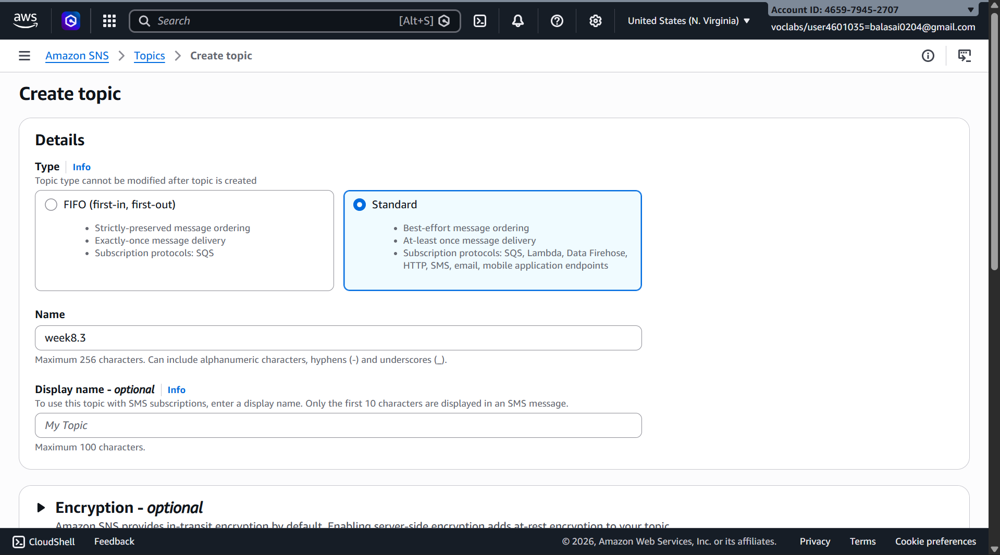 aws
Search [Alt+S]
United States (N. Virginia)
Account ID: 4659-7945-2707
voclabs/user4601035=balasai0204@gmail.com
Amazon SNS > Topics > Create topic
Create topic
Details
Type Info
Topic type cannot be modified after topic is created
FIFO (first-in, first-out)
• Strictly-preserved message ordering
• Exactly-once message delivery
• Subscription protocols: SQS
Standard
• Best-effort message ordering
• At-least once message delivery
• Subscription protocols: SQS, Lambda, Data Firehose,
HTTP, SMS, email, mobile application endpoints
Name
week8.3
Maximum 256 characters. Can include alphanumeric characters, hyphens (-) and underscores (_).
Display name - optional Info
To use this topic with SMS subscriptions, enter a display name. Only the first 10 characters are displayed in an SMS message.
My Topic
Maximum 100 characters.
Encryption - optional
Amazon SNS provides in-transit encryption by default. Enabling server-side encryption adds at-rest encryption to your topic.
CloudShell Feedback © 2026, Amazon Web Services, Inc. or its affiliates. Privacy Terms Cookie preferences